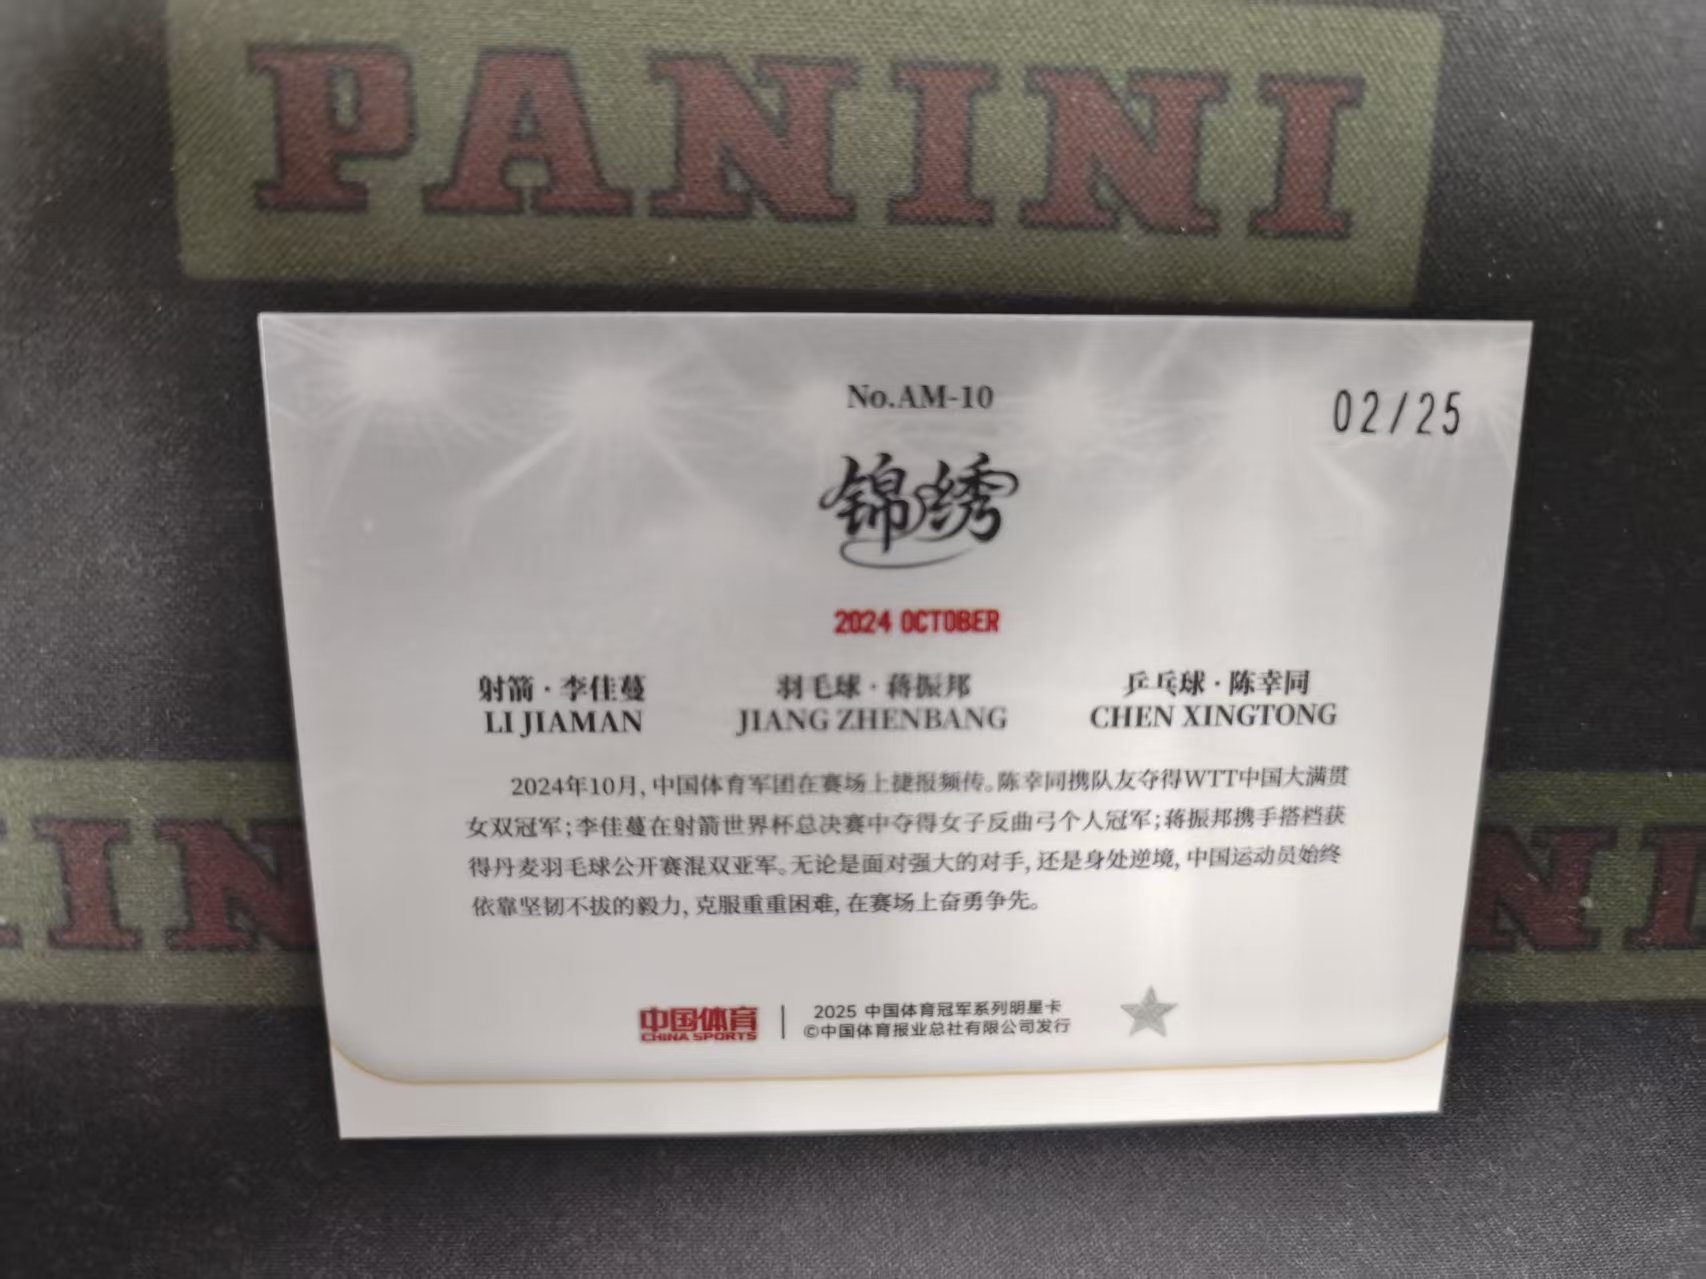 PANINI
No.AM-10
02/25
锦绣
2024 OCTOBER
射箭·李佳蔓
LI JIAMAN
羽毛球·蒋振邦
JIANG ZHENBANG
乒乓球·陈幸同
CHEN XINGTONG
2024年10月,中国体育军团在赛场上捷报频传。陈幸同携队友夺得WTT中国大满贯
女双冠军;李佳蔓在射箭世界杯总决赛中夺得女子反曲弓个人冠军;蒋振邦携手搭档获
得丹麦羽毛球公开赛混双亚军。无论是面对强大的对手,还是身处逆境,中国运动员始终
依靠坚韧不拔的毅力,克服重重困难,在赛场上奋勇争先。
中国体育
CHINA SPORTS
2025 中国体育冠军系列明星卡
©中国体育报业总社有限公司发行
INI
NI